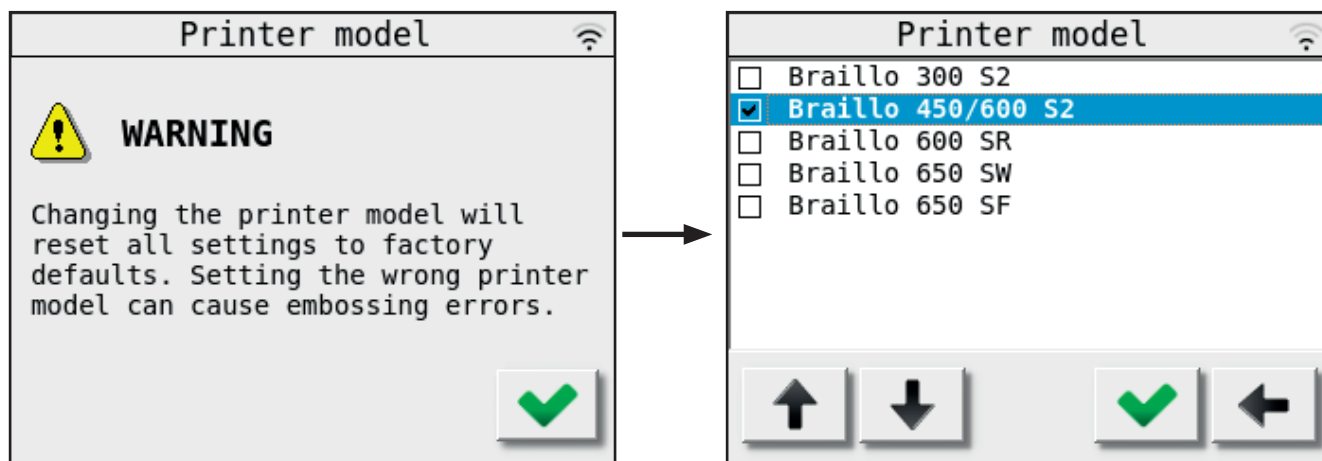 Printer model
WARNING
Changing the printer model will
reset all settings to factory
defaults. Setting the wrong printer
model can cause embossing errors.
Printer model
Braillo 300 S2
Braillo 450/600 S2
Braillo 600 SR
Braillo 650 SW
Braillo 650 SF